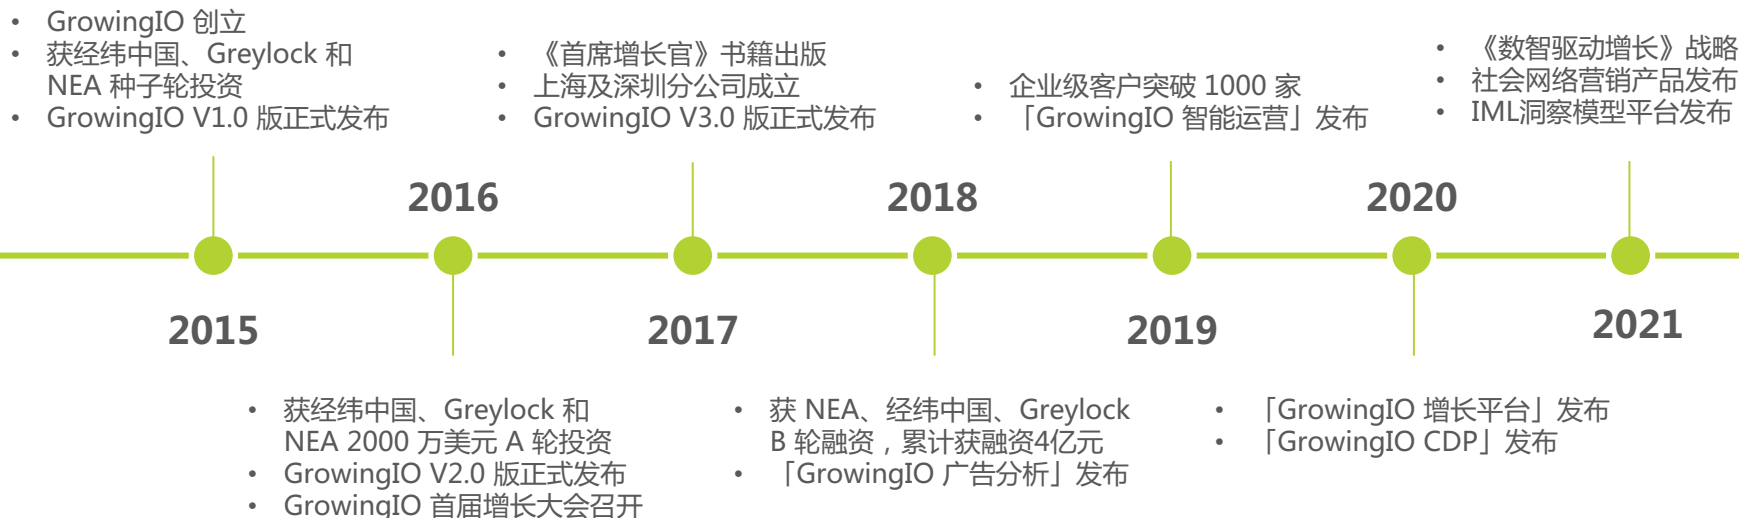 • GrowingIO 创立
• 获经纬中国、Greylock 和
NEA 种子轮投资
• GrowingIO V1.0 版正式发布
• 《首席增长官》书籍出版
• 上海及深圳分公司成立
• GrowingIO V3.0 版正式发布
• 企业级客户突破 1000 家
• 「GrowingIO 智能运营」发布
• 《数智驱动增长》战略
• 社会网络营销产品发布
• IML洞察模型平台发布
2016
2018
2020
2015
2017
2019
2021
• 获经纬中国、Greylock 和
NEA 2000 万美元 A 轮投资
• GrowingIO V2.0 版正式发布
• GrowingIO 首届增长大会召开
• 获 NEA、经纬中国、Greylock
B 轮融资，累计获融资4亿元
• 「GrowingIO 广告分析」发布
• 「GrowingIO 增长平台」发布
• 「GrowingIO CDP」发布